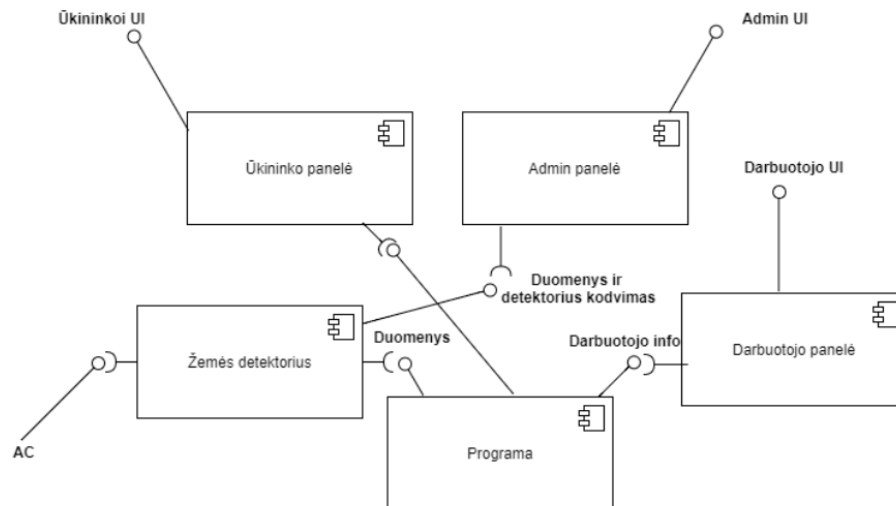 Ūkininkoi UI
Admin UI
Ūkininko panelė
Admin panelė
Darbuotojo UI
Duomenys ir
detektorius kodvimas
Žemės detektorius
Duomenys
Darbuotojo info
Darbuotojo panelė
AC
Programa